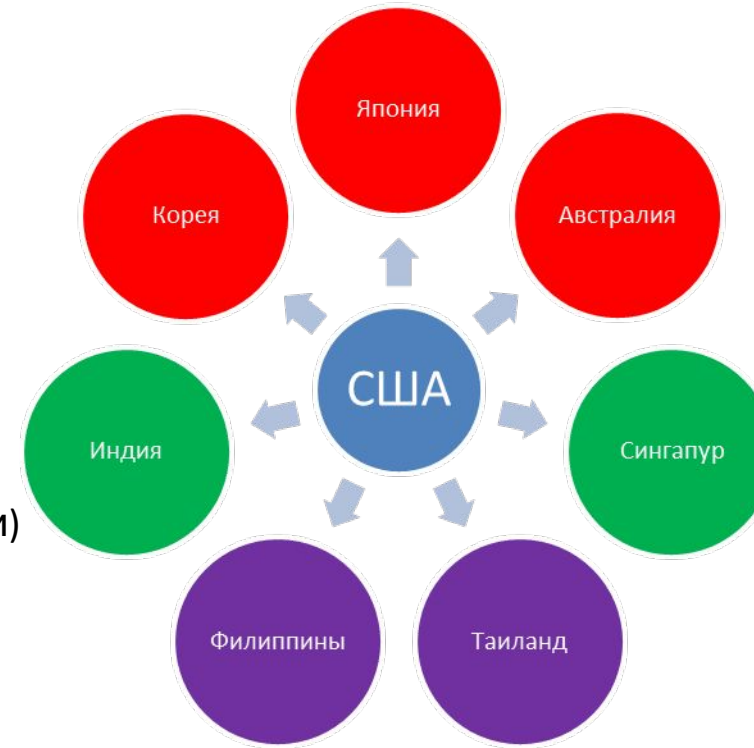 Япония
Корея
Австралия
США
Индия
Сингапур
и)
Филиппины
Таиланд